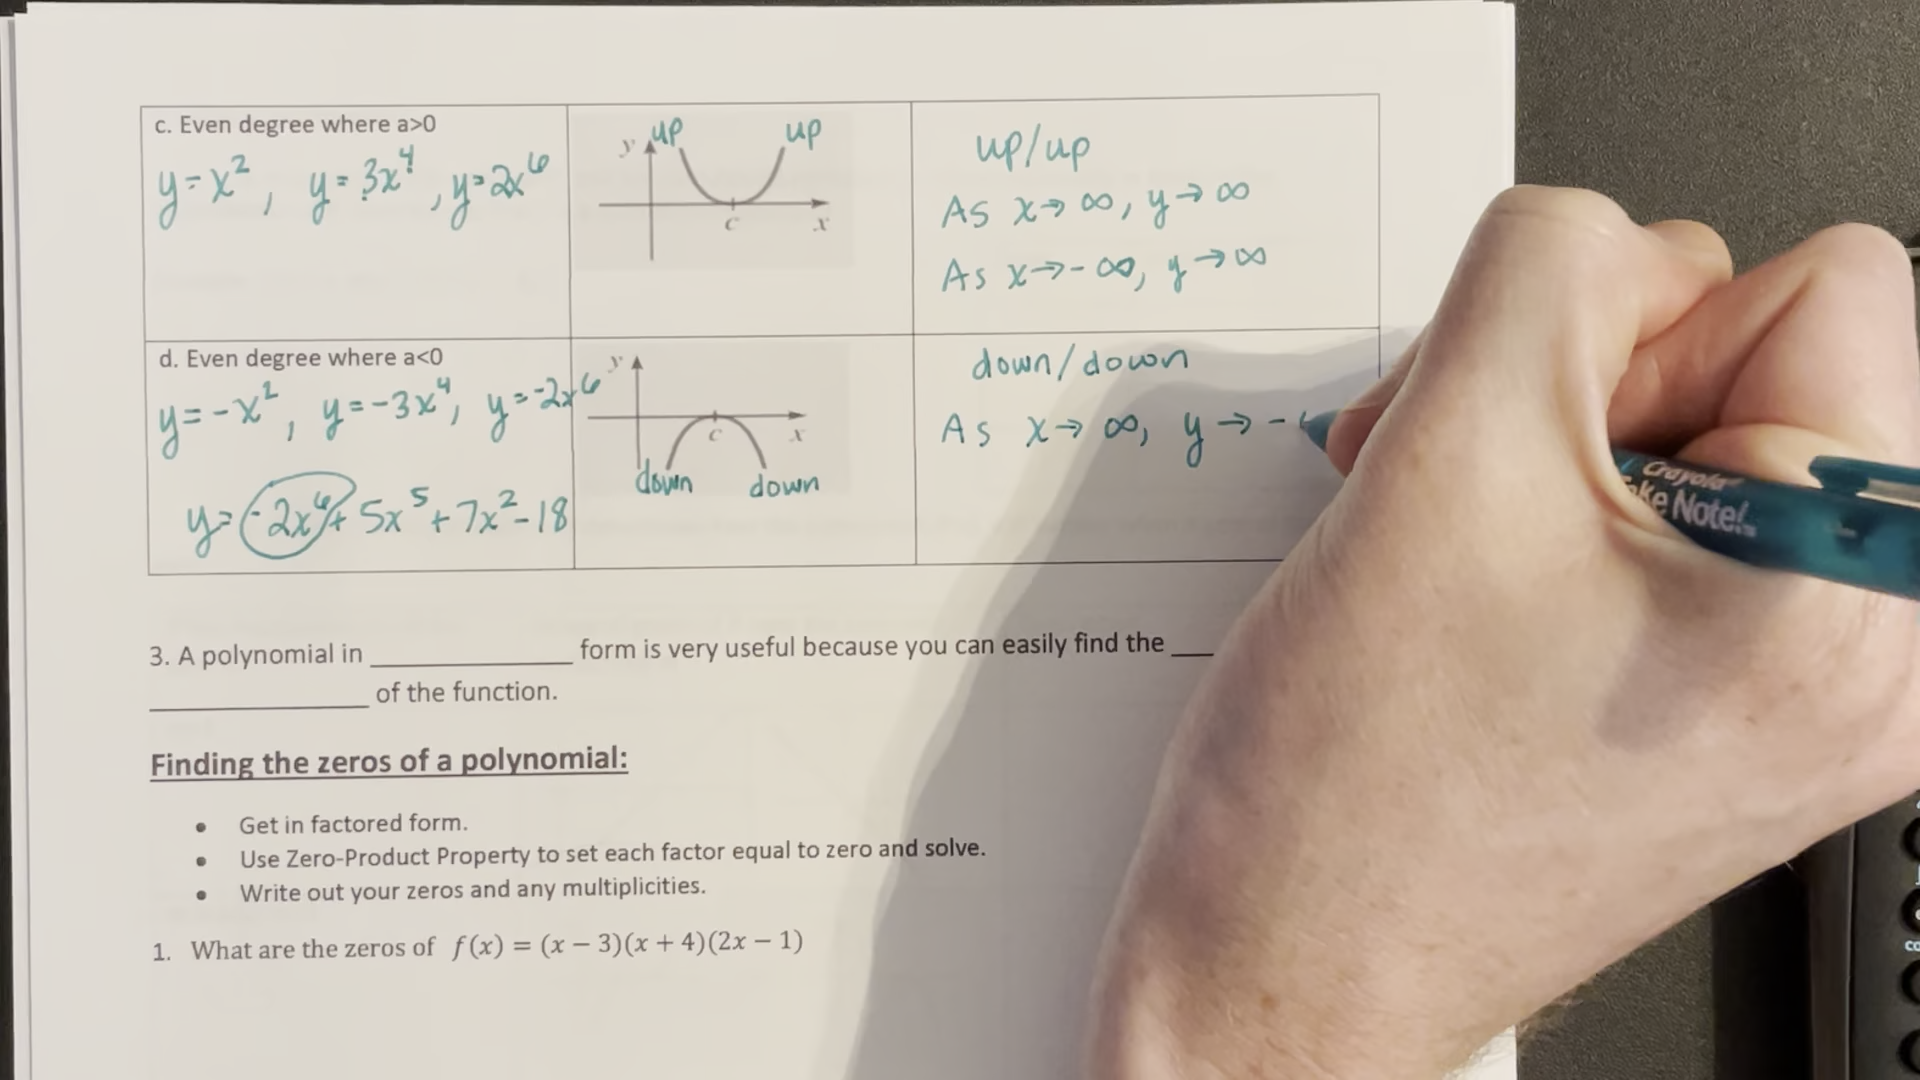 c. Even degree where a>0
y = x², y = 3x⁴, y = 2x⁶
y up up
c x
up/up
As x → ∞, y → ∞
As x → -∞, y → ∞
d. Even degree where a<0
y = -x², y = -3x⁴, y = -2x⁶
y = -2x⁶ + 5x⁵ + 7x² - 18
y
c x
down down
down/down
As x → ∞, y → -
Crayola
Take Note!
3. A polynomial in ______________ form is very useful because you can easily find the ___
_______________ of the function.
Finding the zeros of a polynomial:
• Get in factored form.
• Use Zero-Product Property to set each factor equal to zero and solve.
• Write out your zeros and any multiplicities.
1. What are the zeros of f(x) = (x − 3)(x + 4)(2x − 1)